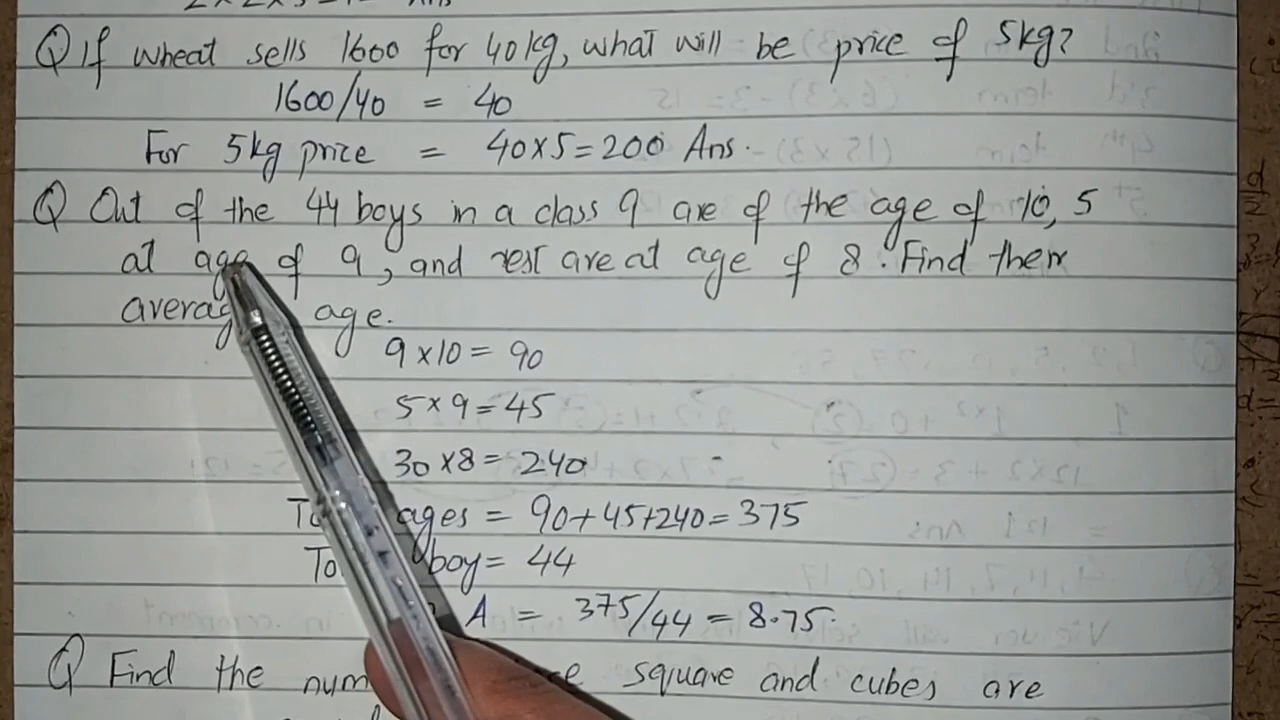 Q If wheat sells 1600 for 40kg, what will be price of 5kg?
1600/40 = 40
For 5kg price = 40×5=200 Ans.
Q Out of the 44 boys in a class 9 are of the age of 10, 5
at age of 9, and rest are at age of 8. Find them
average age.
9×10=90
5×9=45
30×8=240
ages = 90+45+240=375
boy= 44
A = 375/44 = 8.75.
Q Find the square and cubes are